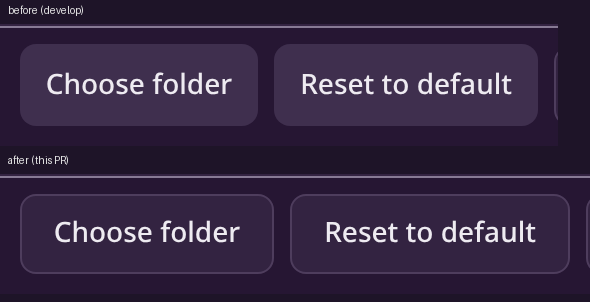 before (develop)
Choose folder
Reset to default
after (this PR)
Choose folder
Reset to default